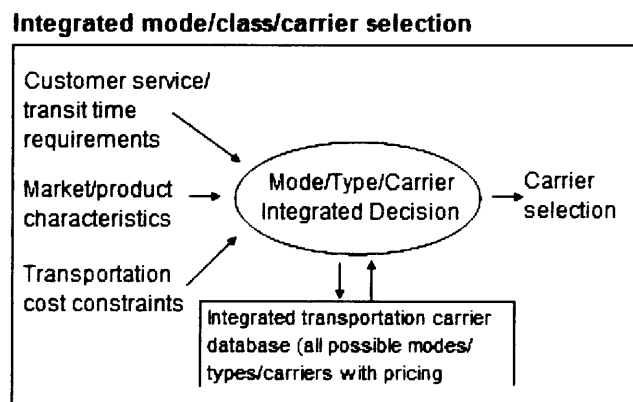 Integrated mode/class/carrier selection
Customer service/
transit time
requirements
Market/product
characteristics
Transportation
cost constraints
Mode/Type/Carrier
Integrated Decision
Carrier
selection
Integrated transportation carrier
database (all possible modes/
types/carriers with pricing